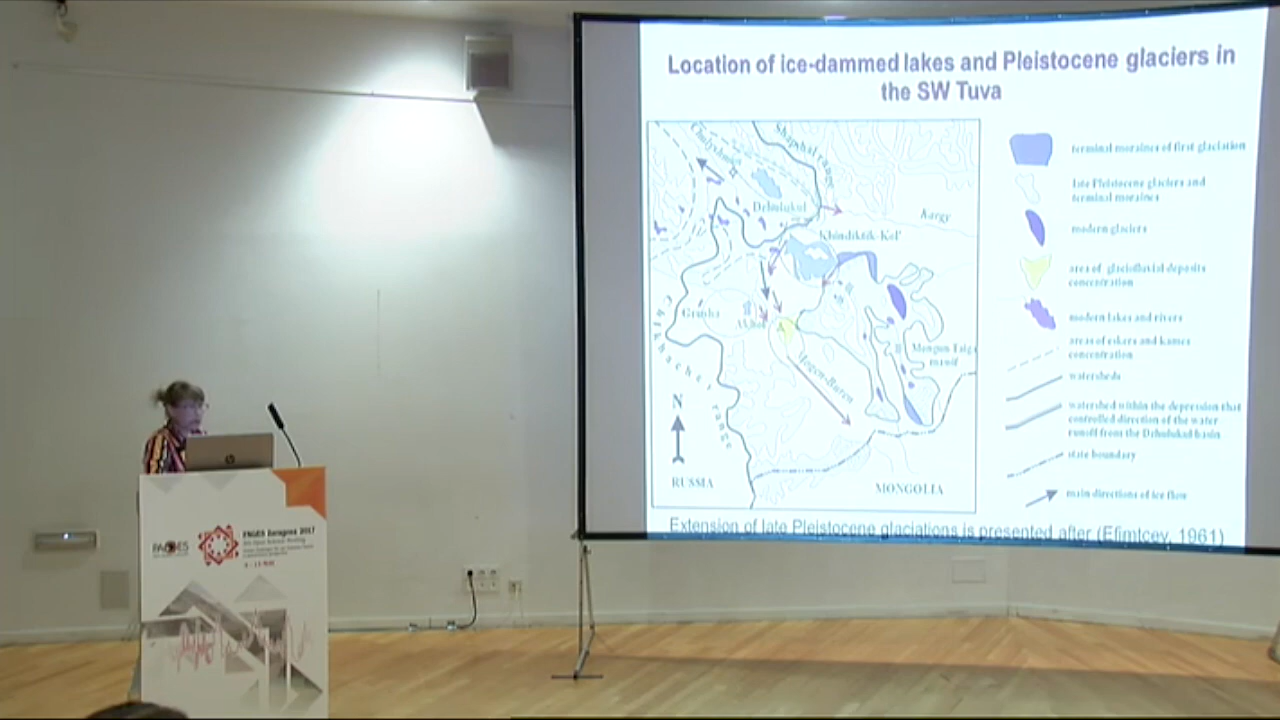 Location of ice-dammed lakes and Pleistocene glaciers in
the SW Tuva
Shapshal range
Dzhulukul
Kargy
Khindiktik-Kol'
Mogen-Buren
Mongun Taiga
massif
N
RUSSIA
MONGOLIA
terminal moraines of first glaciation
late Pleistocene glaciers and
terminal moraines
modern glaciers
area of glaciofluvial deposits
concentration
modern lakes and rivers
areas of eskers and kames
concentration
watersheds
watershed within the depression that
controlled direction of the water
runoff from the Dzhulukul basin
state boundary
main directions of ice flow
Extension of late Pleistocene glaciations is presented after (Efimtcev, 1961)
hp
PAGES
PAGES Zaragoza 2017